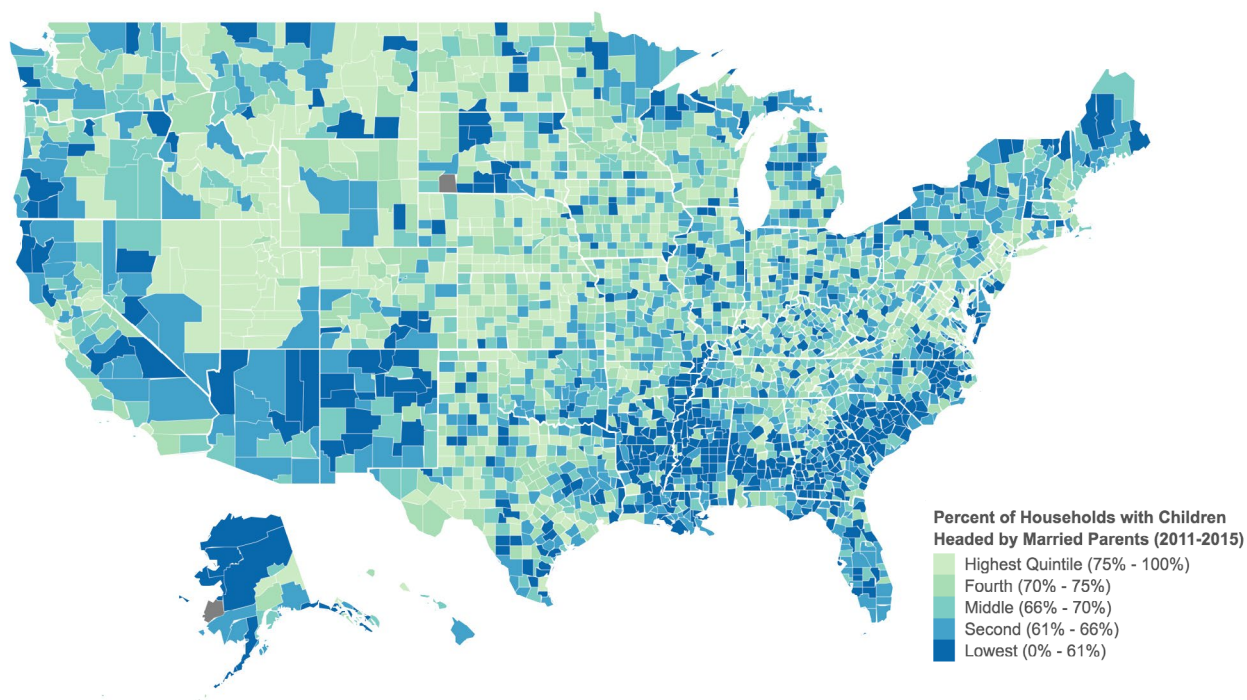 Percent of Households with Children
Headed by Married Parents (2011-2015)
Highest Quintile (75% - 100%)
Fourth (70% - 75%)
Middle (66% - 70%)
Second (61% - 66%)
Lowest (0% - 61%)